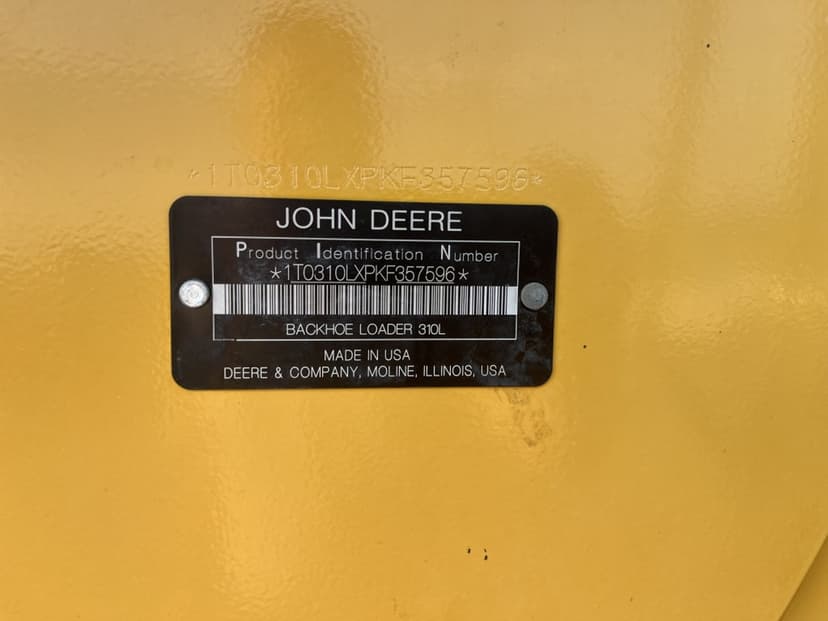 *1T0310LXPKF357596*
JOHN DEERE
Product Identification Number
*1T0310LXPKF357596*
BACKHOE LOADER 310L
MADE IN USA
DEERE & COMPANY, MOLINE, ILLINOIS, USA